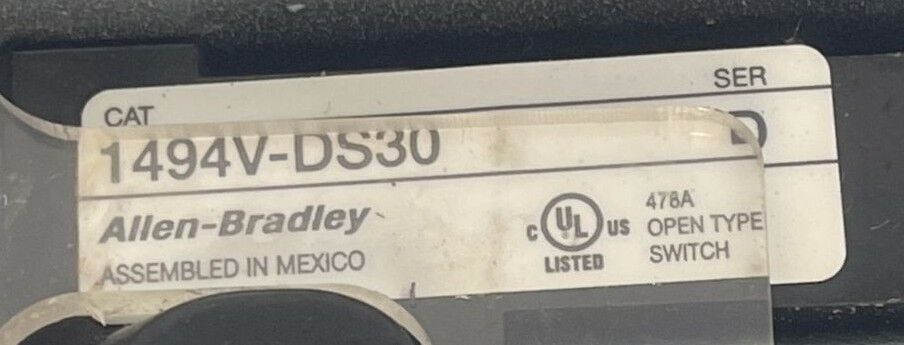 CAT SER
1494V-DS30 D
Allen-Bradley
ASSEMBLED IN MEXICO
C UL US
LISTED
478A
OPEN TYPE
SWITCH